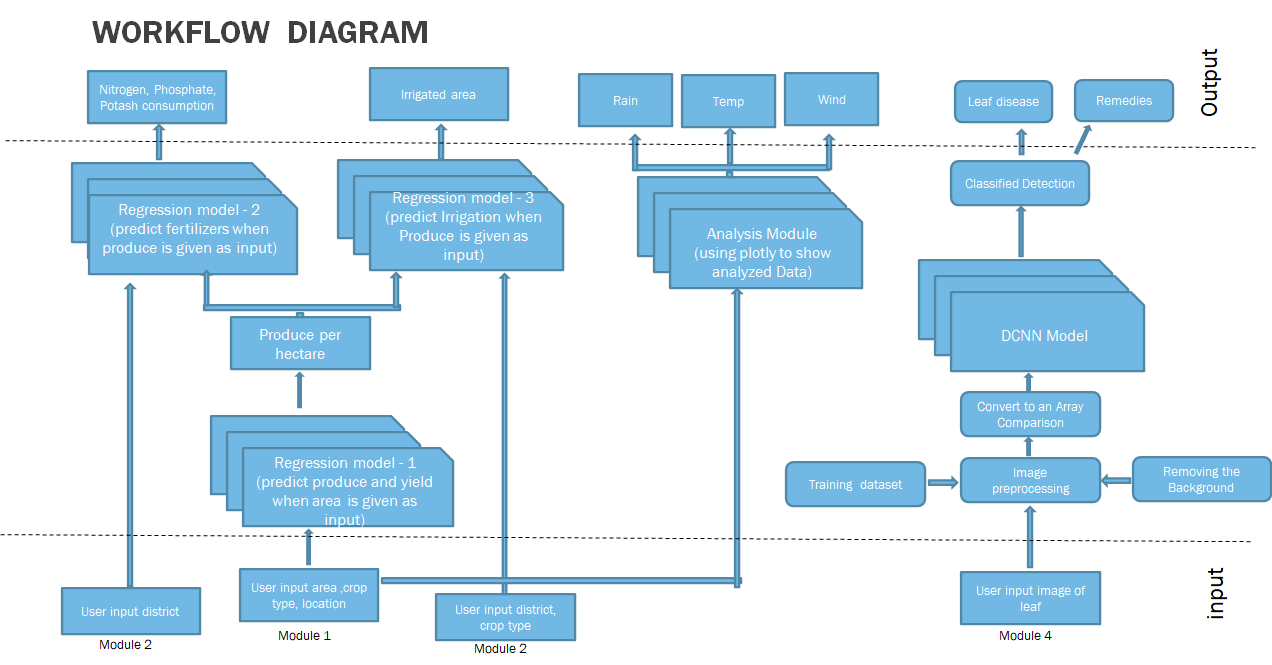 WORKFLOW DIAGRAM
Output
Nitrogen, Phosphate,
Potash consumption
Irrigated area
Rain
Temp
Wind
Leaf disease
Remedies
Classified Detection
Regression model - 2
(predict fertilizers when
produce is given as input)
Regression model - 3
(predict Irrigation when
Produce is given as
input)
Analysis Module
(using plotly to show
analyzed Data)
DCNN Model
Produce per
hectare
Convert to an Array
Comparison
Regression model - 1
(predict produce and yield
when area is given as
input)
Training dataset
Image
preprocessing
Removing the
Background
input
User input district
Module 2
User input area ,crop
type, location
Module 1
User input district,
crop type
Module 2
User input image of
leaf
Module 4